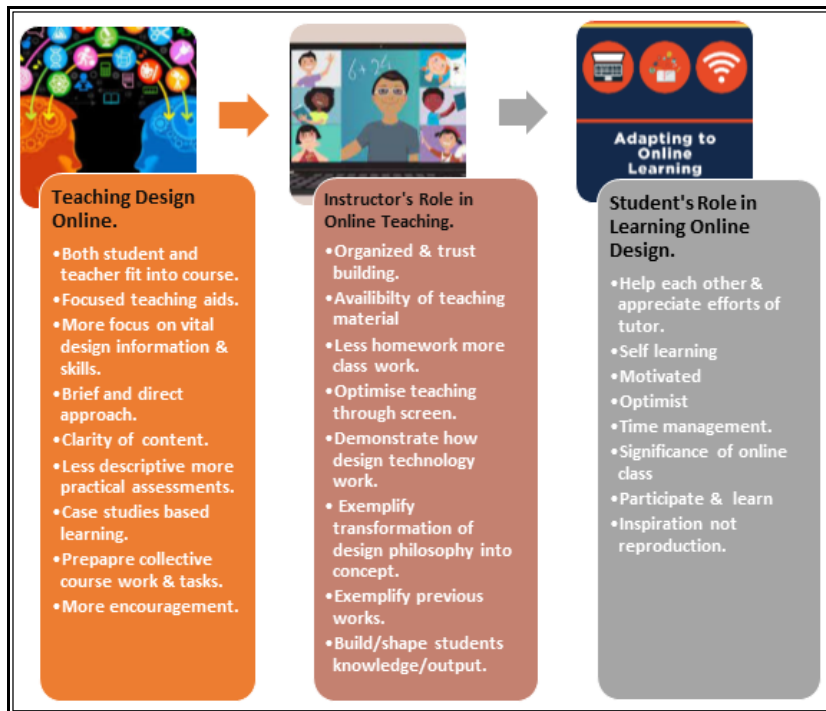 6+24
Adapting to
Online
Learning
Teaching Design
Online.
•Both student and
teacher fit into course.
•Focused teaching aids.
•More focus on vital
design information &
skills.
•Brief and direct
approach.
•Clarity of content.
•Less descriptive more
practical assessments.
•Case studies based
learning.
•Prepapre collective
course work & tasks.
•More encouragement.
Instructor's Role in
Online Teaching.
•Organized & trust
building.
•Availibilty of teaching
material
•Less homework more
class work.
•Optimise teaching
through screen.
•Demonstrate how
design technology
work.
• Exemplify
transformation of
design philosophy into
concept.
•Exemplify previous
works.
•Build/shape students
knowledge/output.
Student's Role in
Learning Online
Design.
•Help each other &
appreciate efforts of
tutor.
•Self learning
•Motivated
•Optimist
•Time management.
•Significance of online
class
•Participate & learn
•Inspiration not
reproduction.